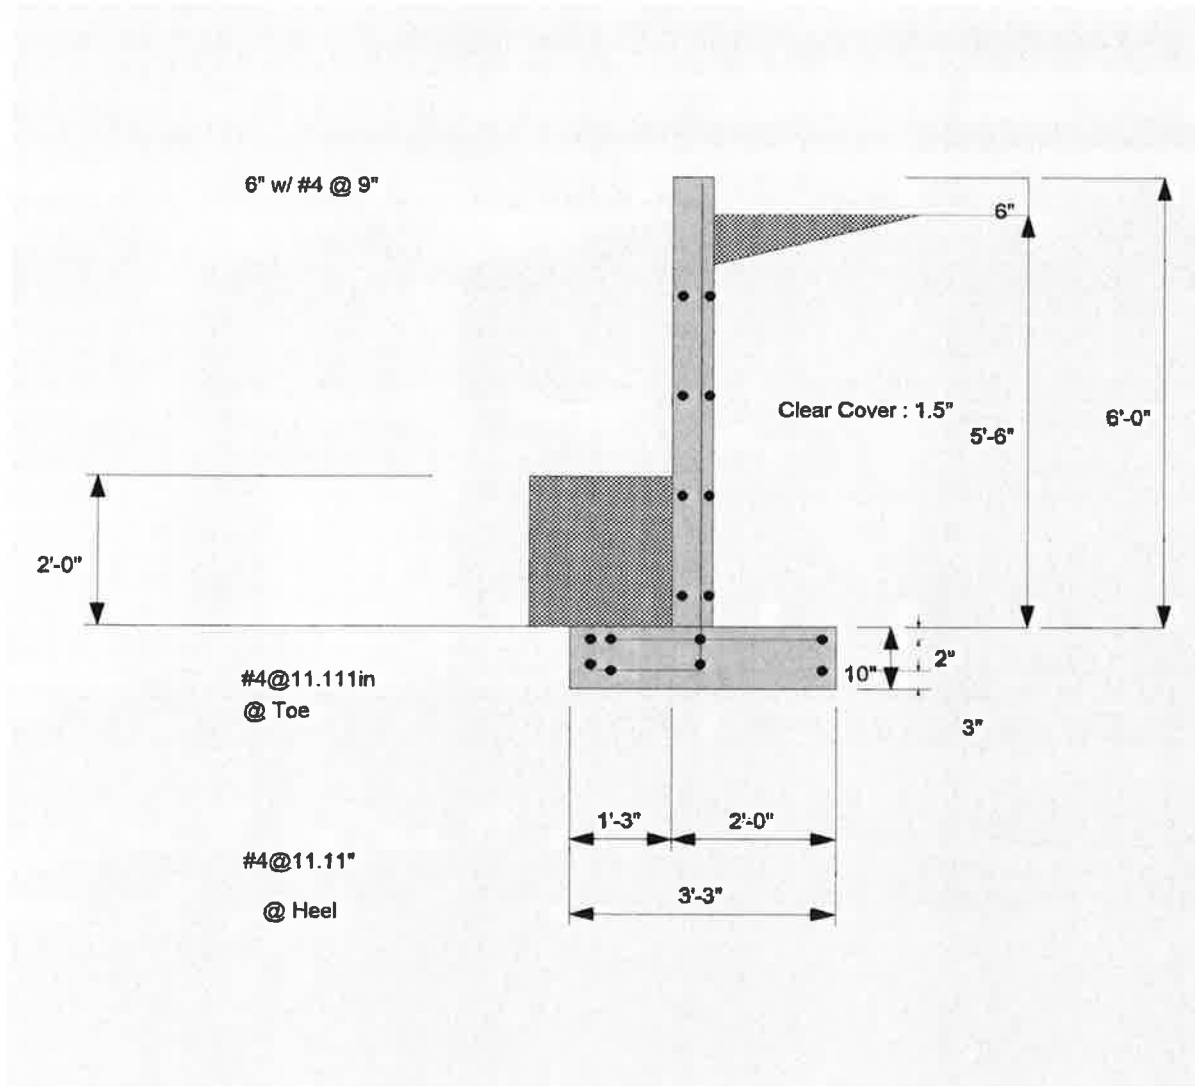 6" w/ #4 @ 9"
6"
Clear Cover : 1.5"
5'-6"
6'-0"
2'-0"
#4@11.111in
@ Toe
10"
2"
3"
1'-3"
2'-0"
3'-3"
#4@11.11"
@ Heel